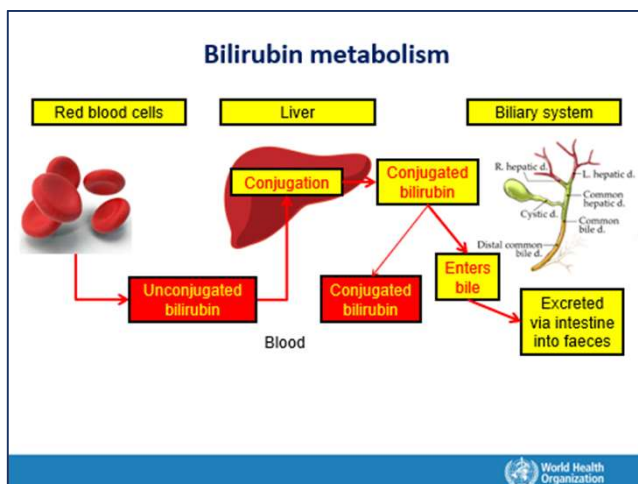 Bilirubin metabolism
Red blood cells
Liver
Biliary system
Conjugation
Conjugated
bilirubin
R. hepatic d.
L. hepatic d.
Common
hepatic d.
Cystic d.
Common
bile d.
Distal common
bile d.
Unconjugated
bilirubin
Conjugated
bilirubin
Enters
bile
Excreted
via intestine
into faeces
Blood
World Health
Organization